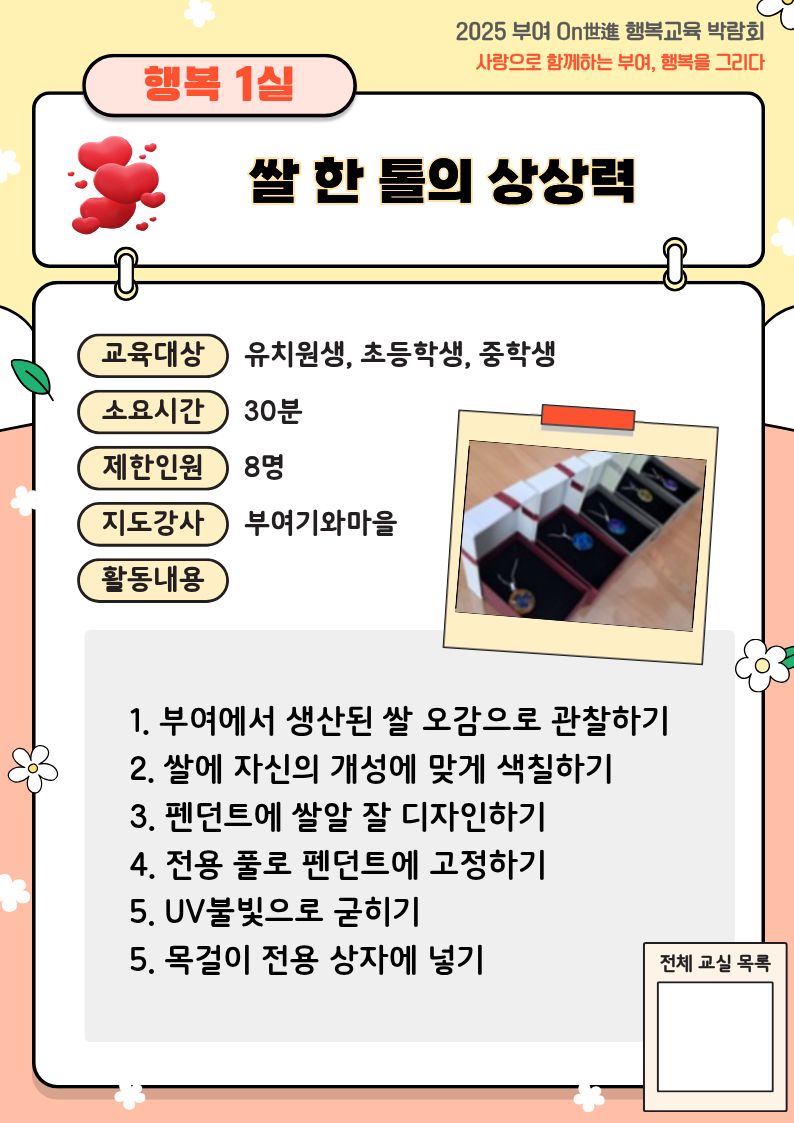 2025 부여 On世進 행복교육 박람회
사랑으로 함께하는 부여, 행복을 그리다
행복 1실
쌀 한 톨의 상상력
교육대상 유치원생, 초등학생, 중학생
소요시간 30분
제한인원 8명
지도강사 부여기와마을
활동내용
1. 부여에서 생산된 쌀 오감으로 관찰하기
2. 쌀에 자신의 개성에 맞게 색칠하기
3. 펜던트에 쌀알 잘 디자인하기
4. 전용 풀로 펜던트에 고정하기
5. UV불빛으로 굳히기
5. 목걸이 전용 상자에 넣기
전체 교실 목록